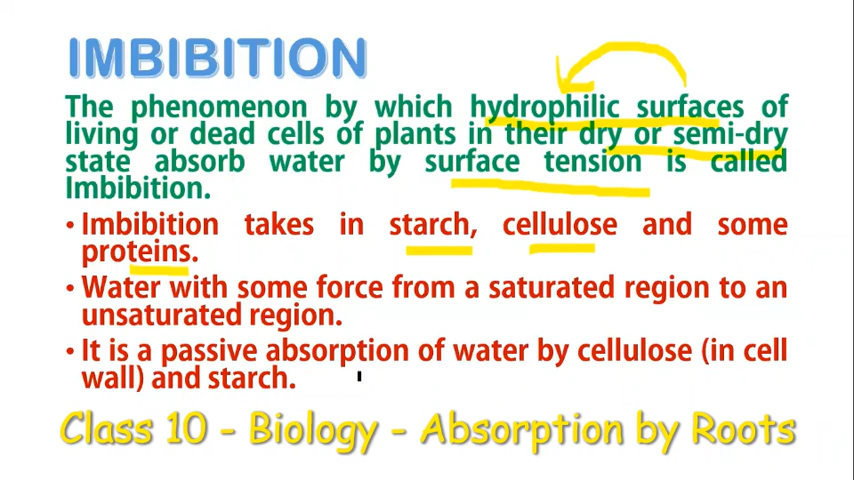 IMBIBITION
The phenomenon by which hydrophilic surfaces of
living or dead cells of plants in their dry or semi-dry
state absorb water by surface tension is called
Imbibition.
• Imbibition takes in starch, cellulose and some
proteins.
• Water with some force from a saturated region to an
unsaturated region.
• It is a passive absorption of water by cellulose (in cell
wall) and starch.
Class 10 - Biology - Absorption by Roots